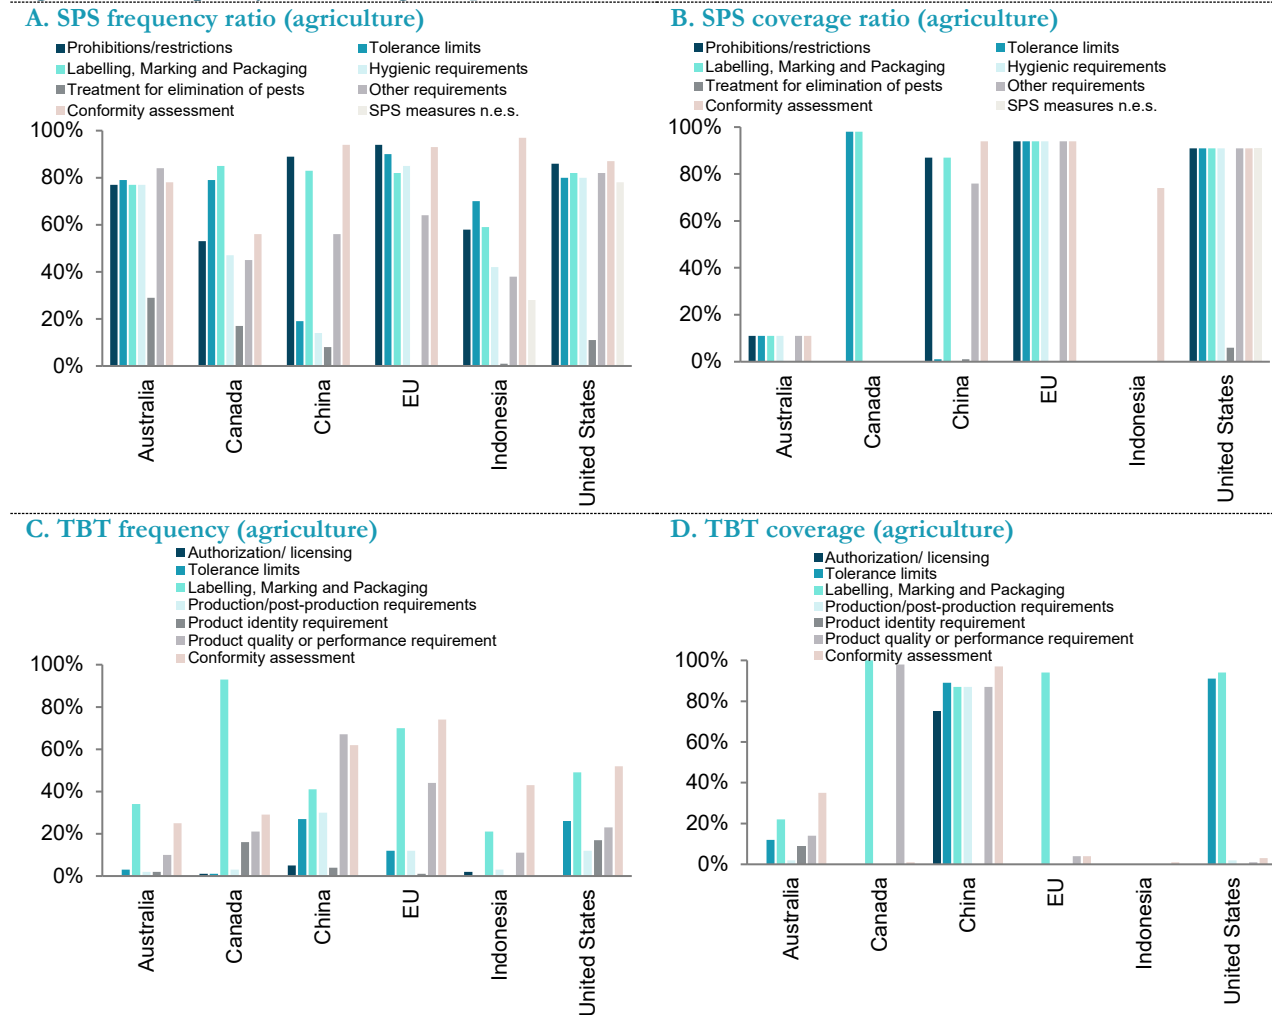 A. SPS frequency ratio (agriculture)
Prohibitions/restrictions
Tolerance limits
Labelling, Marking and Packaging
Hygienic requirements
Treatment for elimination of pests
Other requirements
Conformity assessment
SPS measures n.e.s.
100%
80%
60%
40%
20%
0%
Australia
Canada
China
EU
Indonesia
United States
B. SPS coverage ratio (agriculture)
Prohibitions/restrictions
Tolerance limits
Labelling, Marking and Packaging
Hygienic requirements
Treatment for elimination of pests
Other requirements
Conformity assessment
SPS measures n.e.s.
100%
80%
60%
40%
20%
0%
Australia
Canada
China
EU
Indonesia
United States
C. TBT frequency (agriculture)
Authorization/ licensing
Tolerance limits
Labelling, Marking and Packaging
Production/post-production requirements
Product identity requirement
Product quality or performance requirement
Conformity assessment
100%
80%
60%
40%
20%
0%
Australia
Canada
China
EU
Indonesia
United States
D. TBT coverage (agriculture)
Authorization/ licensing
Tolerance limits
Labelling, Marking and Packaging
Production/post-production requirements
Product identity requirement
Product quality or performance requirement
Conformity assessment
100%
80%
60%
40%
20%
0%
Australia
Canada
China
EU
Indonesia
United States